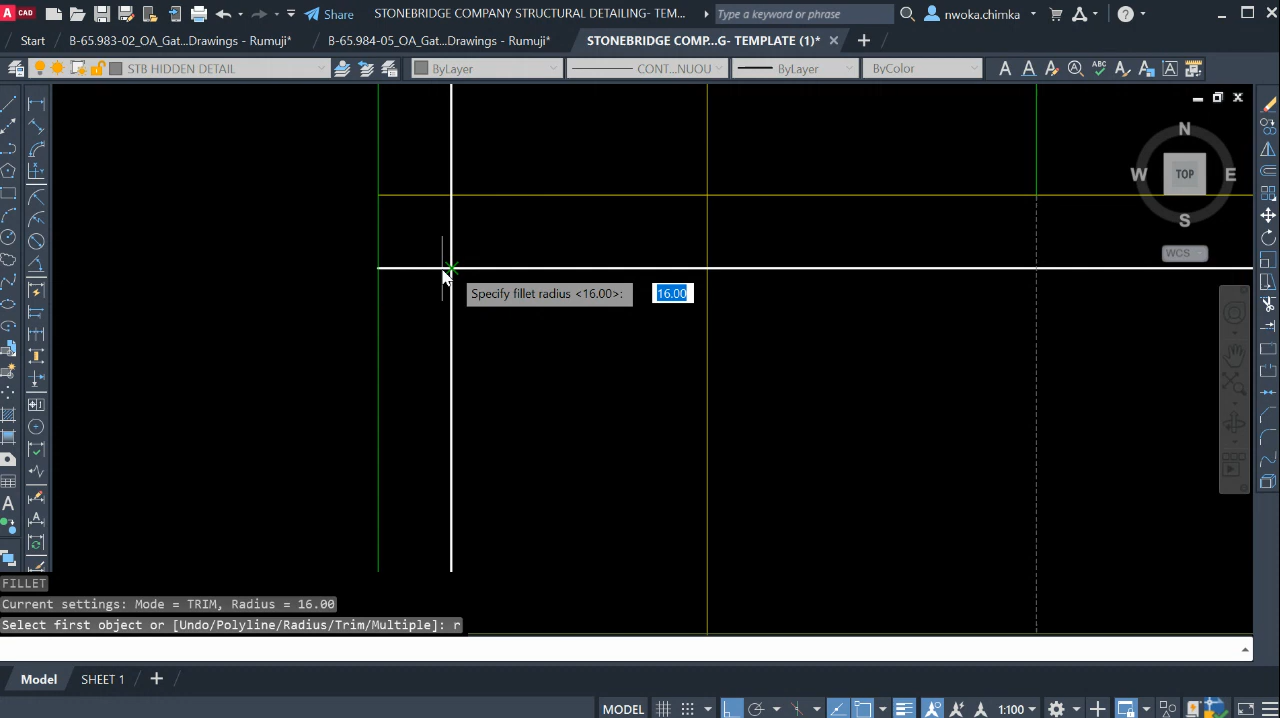 CAD
Share
STONEBRIDGE COMPANY STRUCTURAL DETAILING- TEM...
Type a keyword or phrase
nwoka.chimka
Start
B-65.983-02_OA_Gat...Drawings - Rumuji*
B-65.984-05_OA_Gat...Drawings - Rumuji*
STONEBRIDGE COMP...G- TEMPLATE (1)*
STB HIDDEN DETAIL
ByLayer
CONT...NUOU
ByLayer
ByColor
N
W
TOP
E
S
WCS
Specify fillet radius <16.00>:
16.00
FILLET
Current settings: Mode = TRIM, Radius = 16.00
Select first object or [Undo/Polyline/Radius/Trim/Multiple]: r
Model
SHEET 1
MODEL
1:100